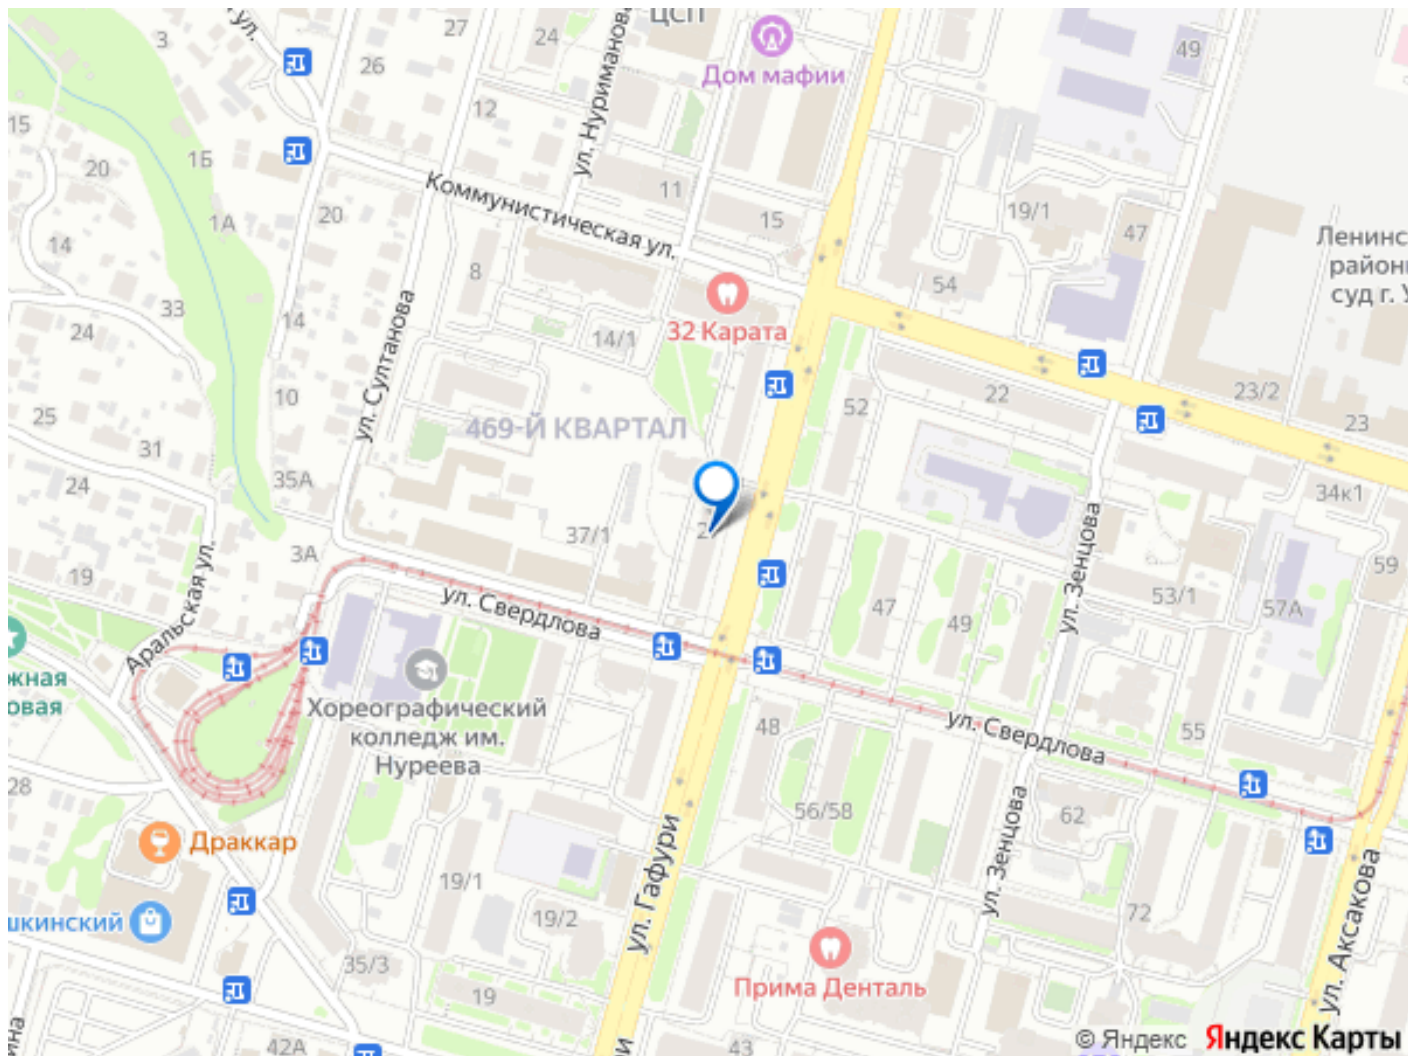 27
24
ЦСП
3
26
Дом мафии
49
ул. Нуриманова
12
15
20
1Б
11
15
19/1
47
Коммунистическая ул.
1А
20
14
8
54
Ленинс
районн
суд г. У
33
24
14
14/1
32 Карата
ул. Султанова
10
25
31
24
35А
469-Й КВАРТАЛ
52
22
23/2
23
34к1
37/1
3А
19
Аральская ул.
ул. Свердлова
47
49
ул. Зенцова
53/1
57А
59
жная
овая
Хореографический
колледж им.
Нуреева
48
ул. Свердлова
55
28
56/58
62
ул. Зенцова
Драккар
19/1
ул. Гафури
72
шкинский
19/2
35/3
19
Прима Денталь
ул. Аксакова
42А
43
© Яндекс
Яндекс Карты